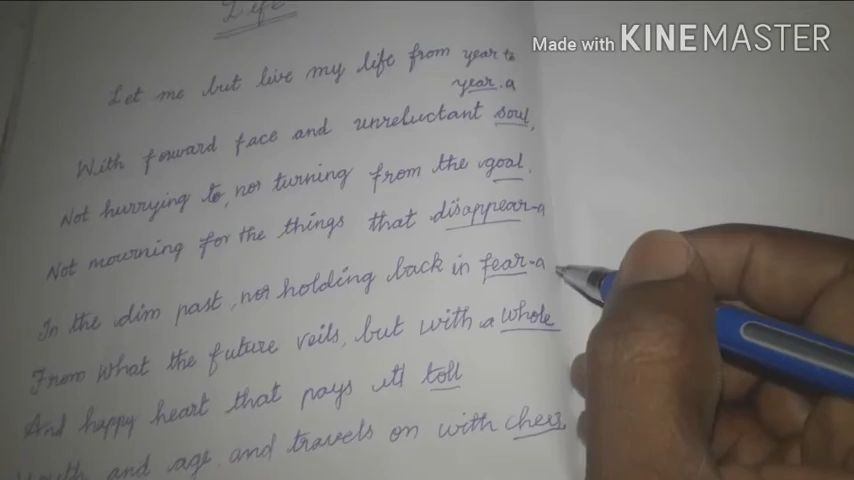 Life
Made with KINEMASTER
Let me but live my life from year to
year-a
With forward face and unreluctant soul,
Not hurrying to, nor turning from the goal,
Not mourning for the things that disappear-a
In the dim past, nor holding back in fear-a
From what the future veils, but with a whole
And happy heart that pays it! toll
Youth and age, and travels on with cheer